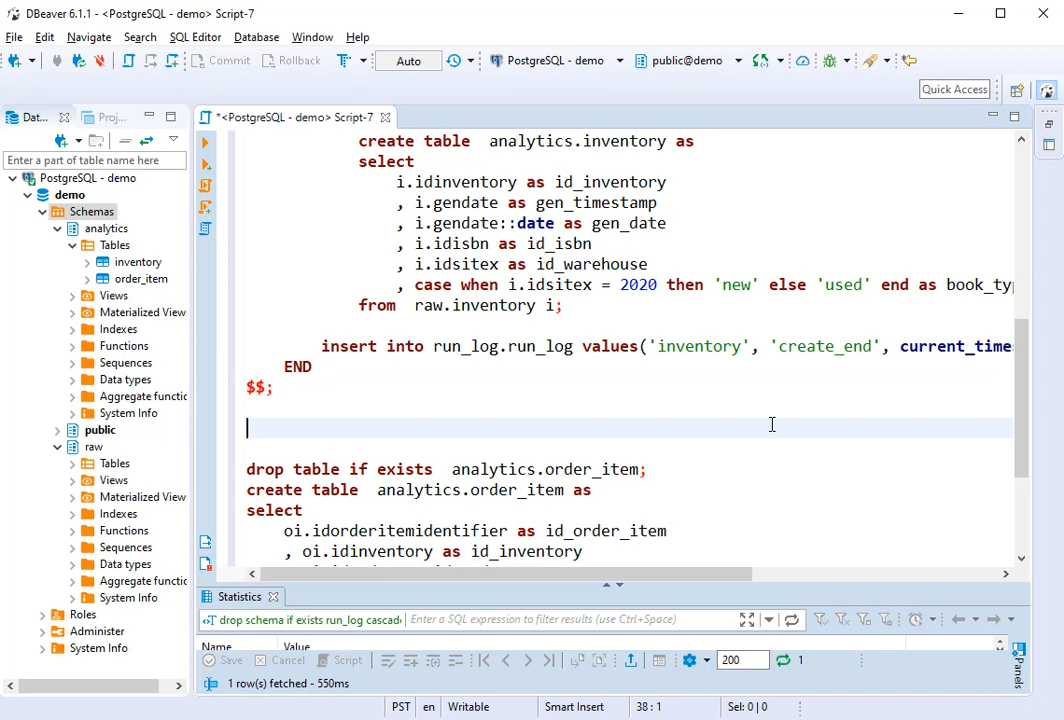 DBeaver 6.1.1 - <PostgreSQL - demo> Script-7
File Edit Navigate Search SQL Editor Database Window Help
Commit Rollback Auto PostgreSQL - demo public@demo
Quick Access
Dat... Proj... *<PostgreSQL - demo> Script-7
Enter a part of table name here
PostgreSQL - demo
demo
Schemas
analytics
Tables
inventory
order_item
Views
Materialized View
Indexes
Functions
Sequences
Data types
Aggregate functi
System Info
public
raw
Tables
Views
Materialized View
Indexes
Functions
Sequences
Data types
Aggregate functi
System Info
Roles
Administer
System Info
create table analytics.inventory as
select
i.idinventory as id_inventory
, i.gendate as gen_timestamp
, i.gendate::date as gen_date
, i.idisbn as id_isbn
, i.idsitex as id_warehouse
, case when i.idsitex = 2020 then 'new' else 'used' end as book_typ
from raw.inventory i;
insert into run_log.run_log values('inventory', 'create_end', current_times
END
$$;
drop table if exists analytics.order_item;
create table analytics.order_item as
select
oi.idorderitemidentifier as id_order_item
, oi.idinventory as id_inventory
Statistics
drop schema if exists run_log cascade Enter a SQL expression to filter results (use Ctrl+Space)
Name Value
Save Cancel Script 200 1
Panels
1 row(s) fetched - 550ms
PST en Writable Smart Insert 38 : 1 Sel: 0 | 0